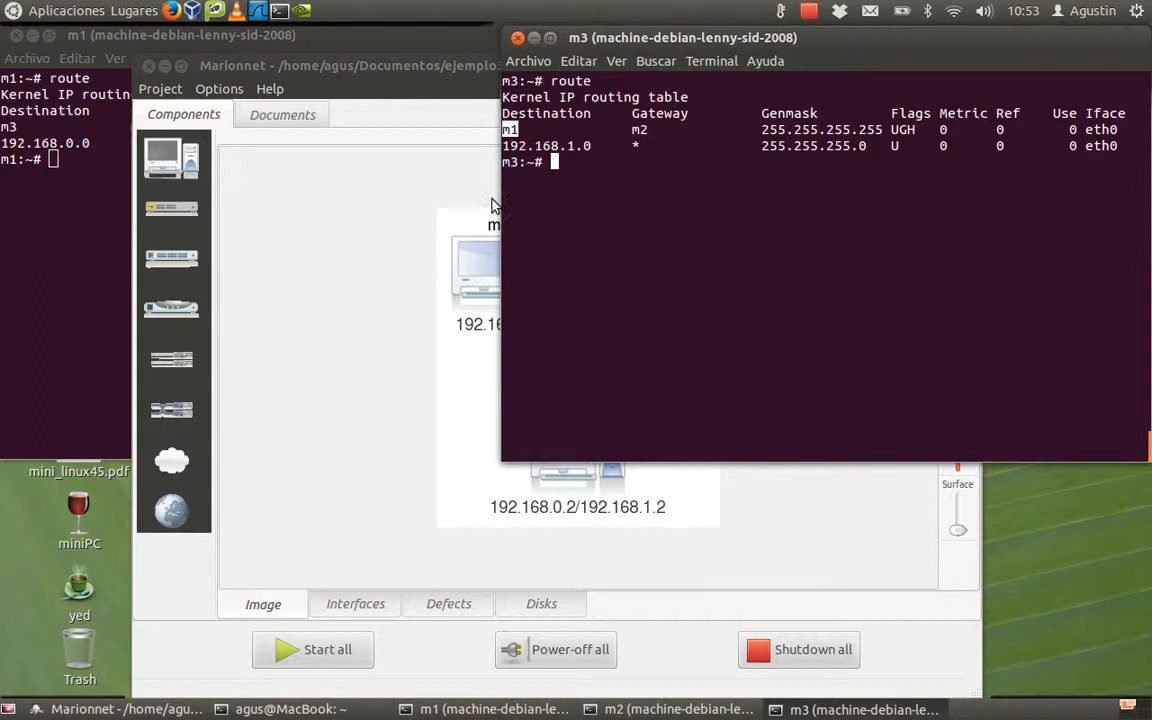 Aplicaciones Lugares
10:53
Agustin
m1 (machine-debian-lenny-sid-2008)
Archivo Editar Ver
m1:~# route
Kernel IP routin
Destination
m3
192.168.0.0
m1:~#
Marionnet - /home/agus/Documentos/ejemplo
Project Options Help
Components Documents
m
192.16
192.168.0.2/192.168.1.2
Surface
Image Interfaces Defects Disks
Start all
Power-off all
Shutdown all
m3 (machine-debian-lenny-sid-2008)
Archivo Editar Ver Buscar Terminal Ayuda
m3:~# route
Kernel IP routing table
Destination Gateway Genmask Flags Metric Ref Use Iface
m1 m2 255.255.255.255 UGH 0 0 0 eth0
192.168.1.0 * 255.255.255.0 U 0 0 0 eth0
m3:~#
mini_linux45.pdf
miniPC
yed
Trash
Marionnet - /home/agu...
agus@MacBook: ~
m1 (machine-debian-le...
m2 (machine-debian-le...
m3 (machine-debian-le...